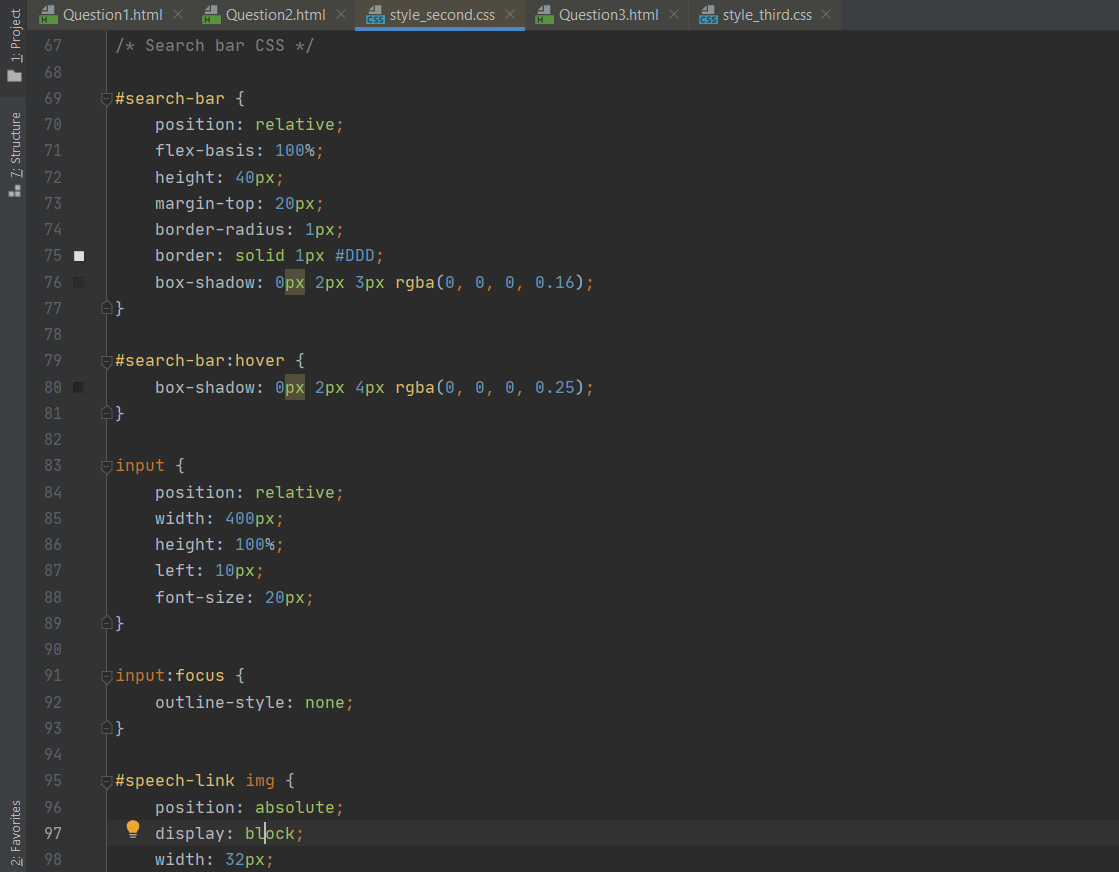 Question1.html Question2.html style_second.css Question3.html style_third.css
1: Project
7: Structure
2: Favorites
67 /* Search bar CSS */
68
69 #search-bar {
70     position: relative;
71     flex-basis: 100%;
72     height: 40px;
73     margin-top: 20px;
74     border-radius: 1px;
75     border: solid 1px #DDD;
76     box-shadow: 0px 2px 3px rgba(0, 0, 0, 0.16);
77 }
78
79 #search-bar:hover {
80     box-shadow: 0px 2px 4px rgba(0, 0, 0, 0.25);
81 }
82
83 input {
84     position: relative;
85     width: 400px;
86     height: 100%;
87     left: 10px;
88     font-size: 20px;
89 }
90
91 input:focus {
92     outline-style: none;
93 }
94
95 #speech-link img {
96     position: absolute;
97     display: block;
98     width: 32px;